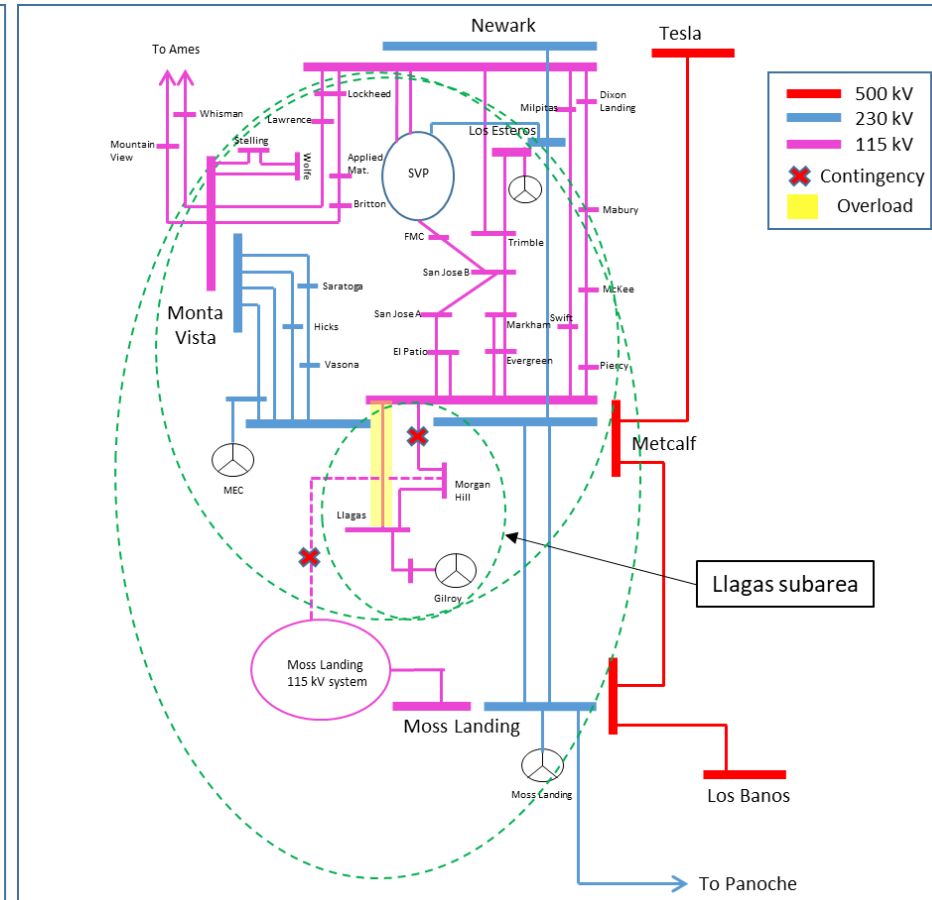 Newark
Tesla
To Ames
Lockheed
Dixon
Landing
Milpitas
Whisman
Lawrence
Los Esteros
Stelling
Mountain
View
Wolfe
Applied
Mat.
SVP
Britton
Mabury
FMC
Trimble
San Jose B
Saratoga
McKee
Monta
Vista
San Jose A
Markham
Swift
Hicks
El Patio
Evergreen
Vasona
Piercy
Metcalf
MEC
Morgan
Hill
Llagas
Gilroy
Llagas subarea
Moss Landing
115 kV system
Moss Landing
Moss Landing
Los Banos
To Panoche
500 kV
230 kV
115 kV
Contingency
Overload